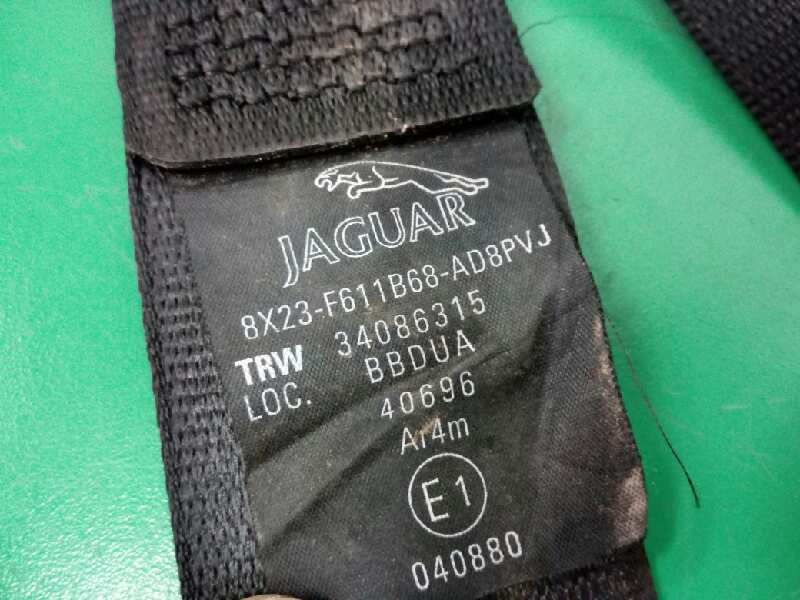 JAGUAR
8X23-F611B68-AD8PVJ
TRW 34086315
LOC. BBDUA
40696
Ar4m
E1
040880